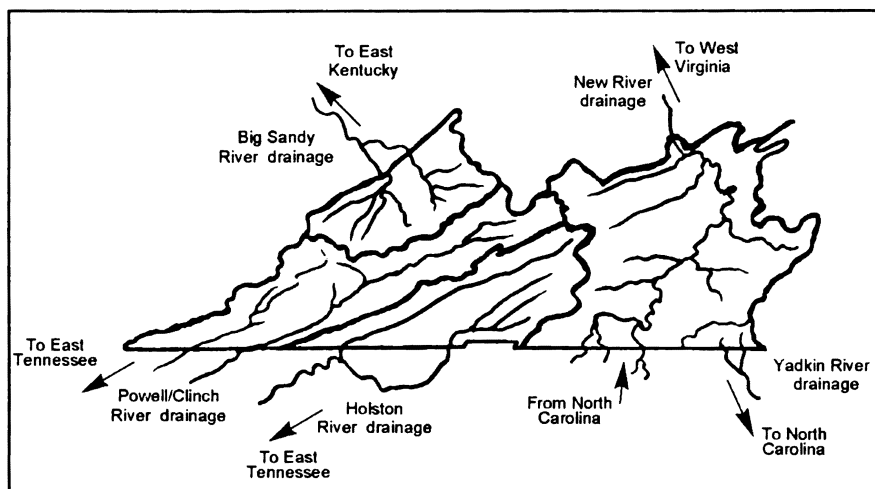 To East
Kentucky
Big Sandy
River drainage
To West
Virginia
New River
drainage
To East
Tennessee
Powell/Clinch
River drainage
To East
Tennessee
Holston
River drainage
From North
Carolina
Yadkin River
drainage
To North
Carolina